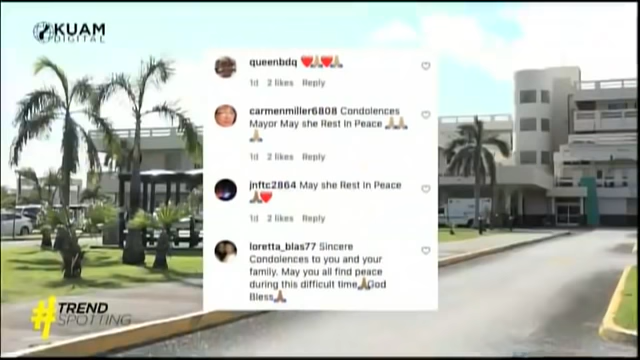 KUAM
DIGITAL
queenbdq ❤️🙏🏽❤️🙏🏽
1d 2 likes Reply
carmenmiller6808 Condolences
Mayor May she Rest In Peace 🙏🏽🙏🏽
🙏🏽
1d 2 likes Reply
jnftc2864 May she Rest In Peace
🙏🏽❤️
1d 2 likes Reply
loretta_blas77 Sincere
Condolences to you and your
family. May you all find peace
during this difficult time🙏🏽God
Bless🙏🏽
#TREND
SPOTTING